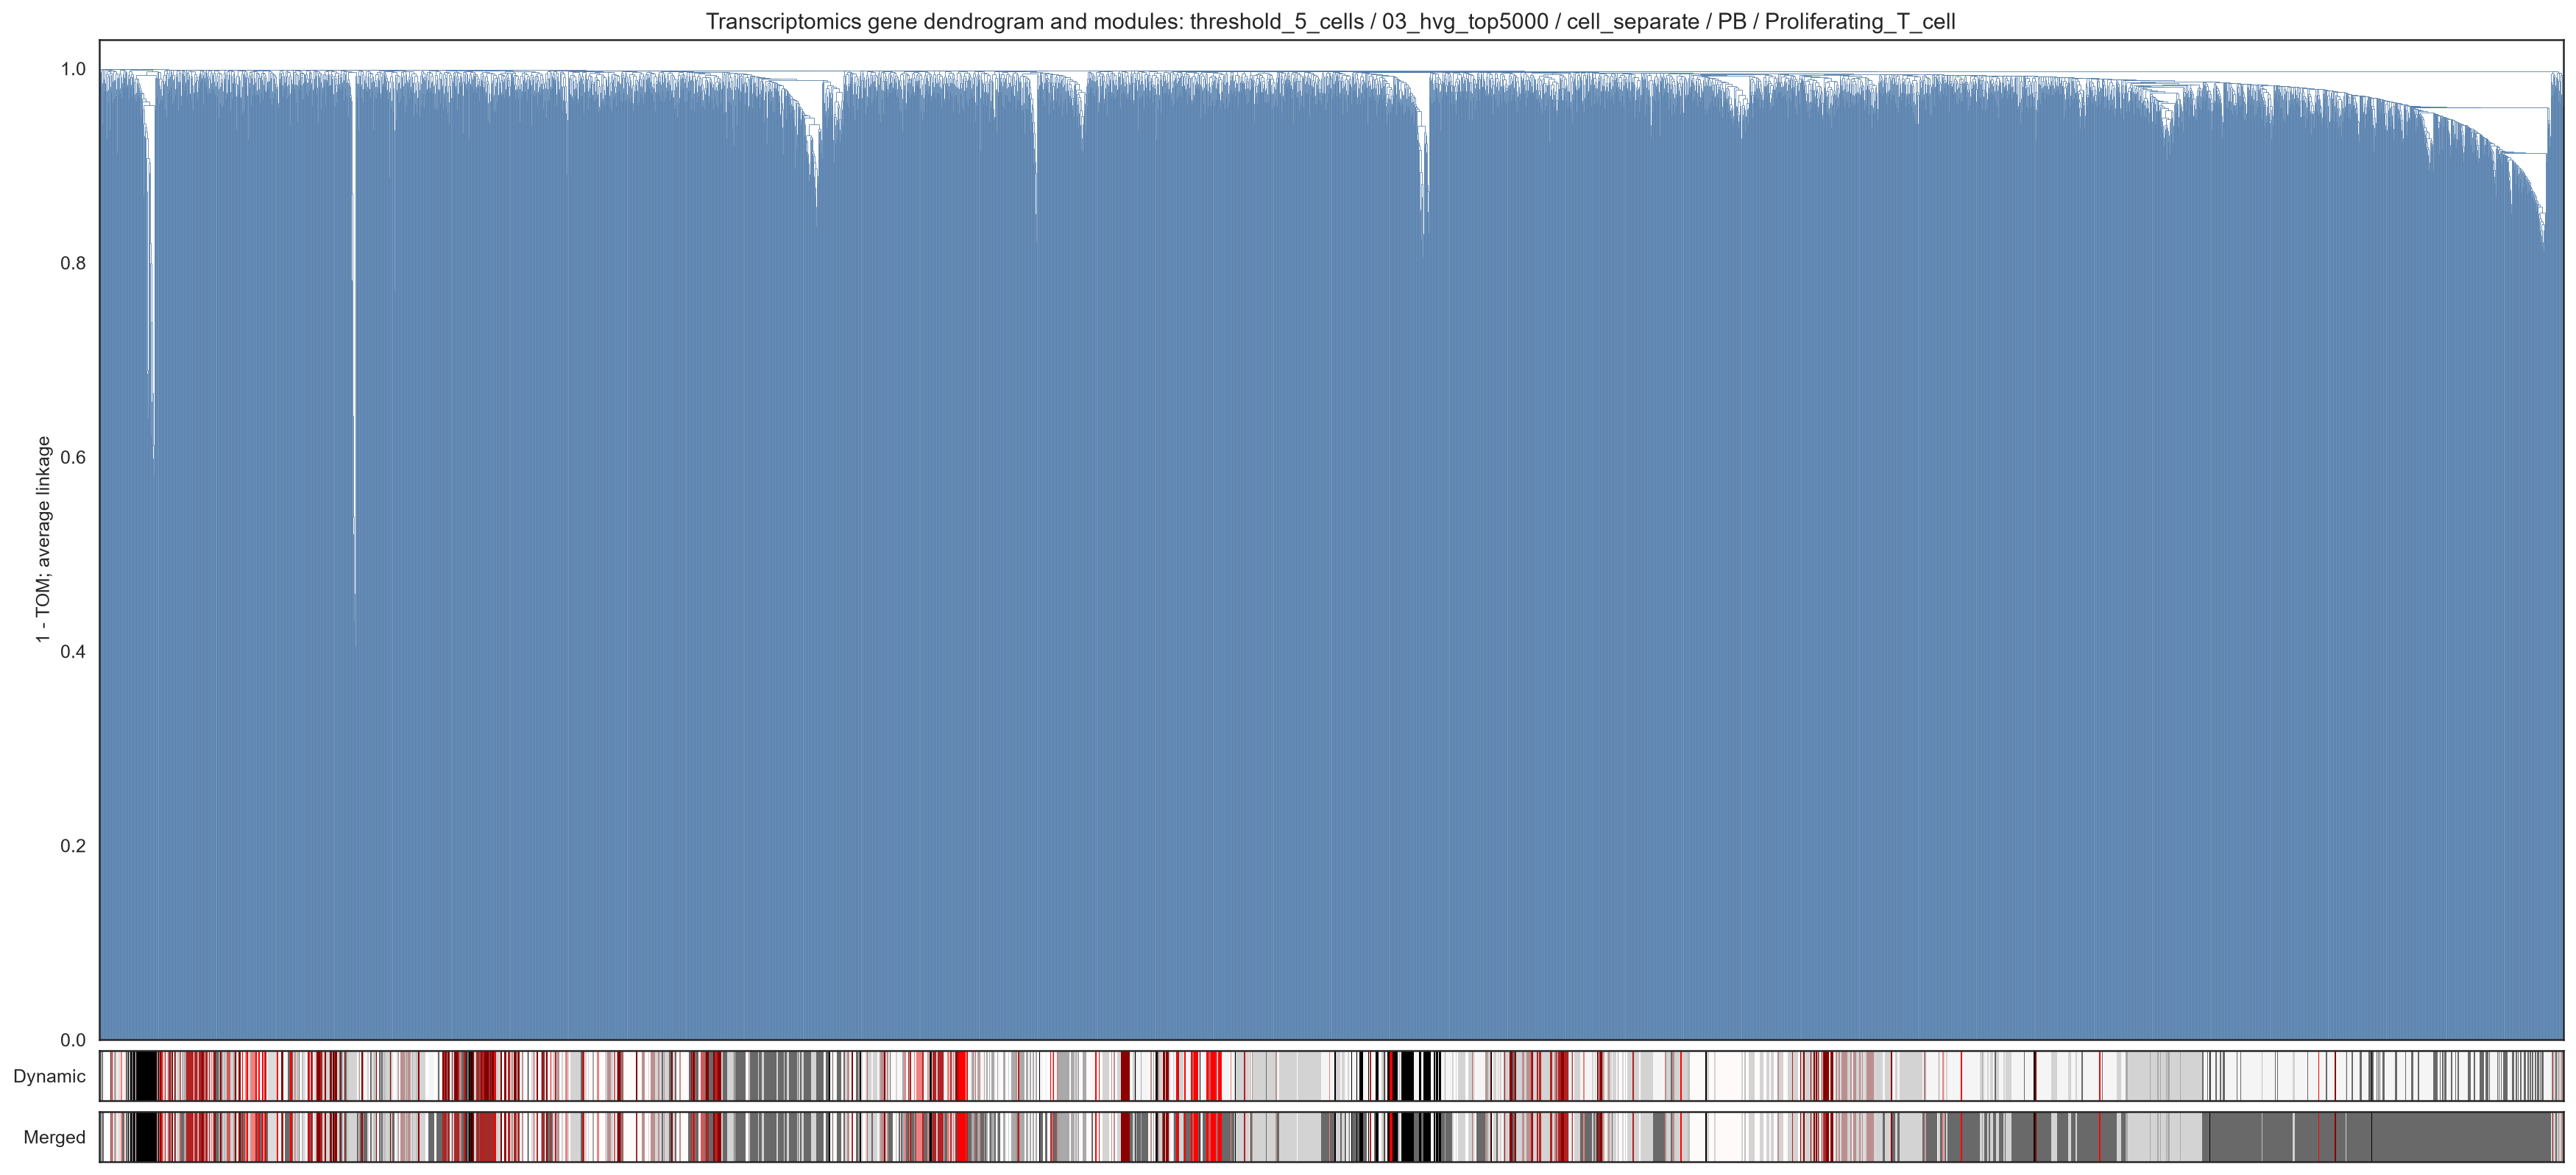 Transcriptomics gene dendrogram and modules: threshold_5_cells / 03_hvg_top5000 / cell_separate / PB / Proliferating_T_cell
1.0
0.8
0.6
0.4
0.2
0.0
1 - TOM; average linkage
Dynamic
Merged